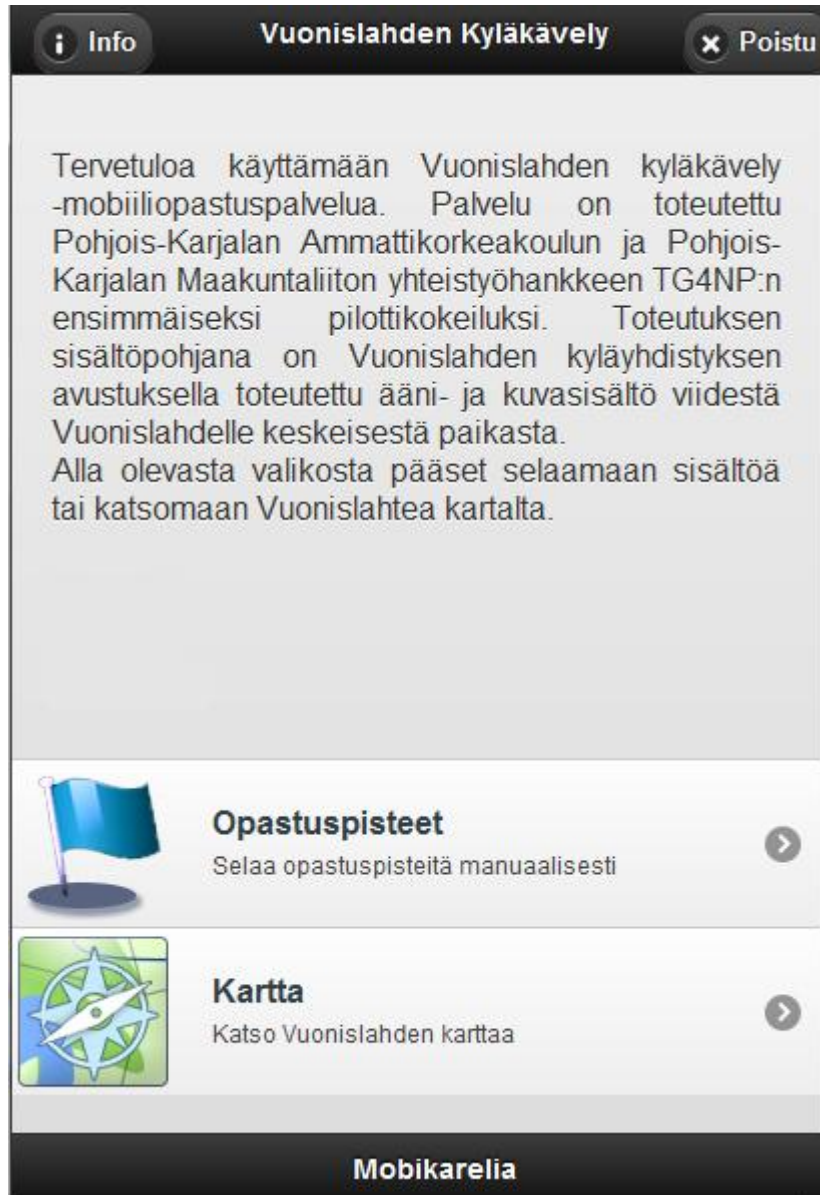 Info
Vuonislahden Kyläkävely
Poistu
Tervetuloa käyttämään Vuonislahden kyläkävely
-mobiiliopastuspalvelua. Palvelu on toteutettu
Pohjois-Karjalan Ammattikorkeakoulun ja Pohjois-
Karjalan Maakuntaliiton yhteistyöhankkeen TG4NP:n
ensimmäiseksi pilottikokeiluksi. Toteutuksen
sisältöpohjana on Vuonislahden kyläyhdistyksen
avustuksella toteutettu ääni- ja kuvasisältö viidestä
Vuonislahdelle keskeisestä paikasta.
Alla olevasta valikosta pääset selaamaan sisältöä
tai katsomaan Vuonislahtea kartalta.
Opastuspisteet
Selaa opastuspisteitä manuaalisesti
Kartta
Katso Vuonislahden karttaa
Mobikarelia